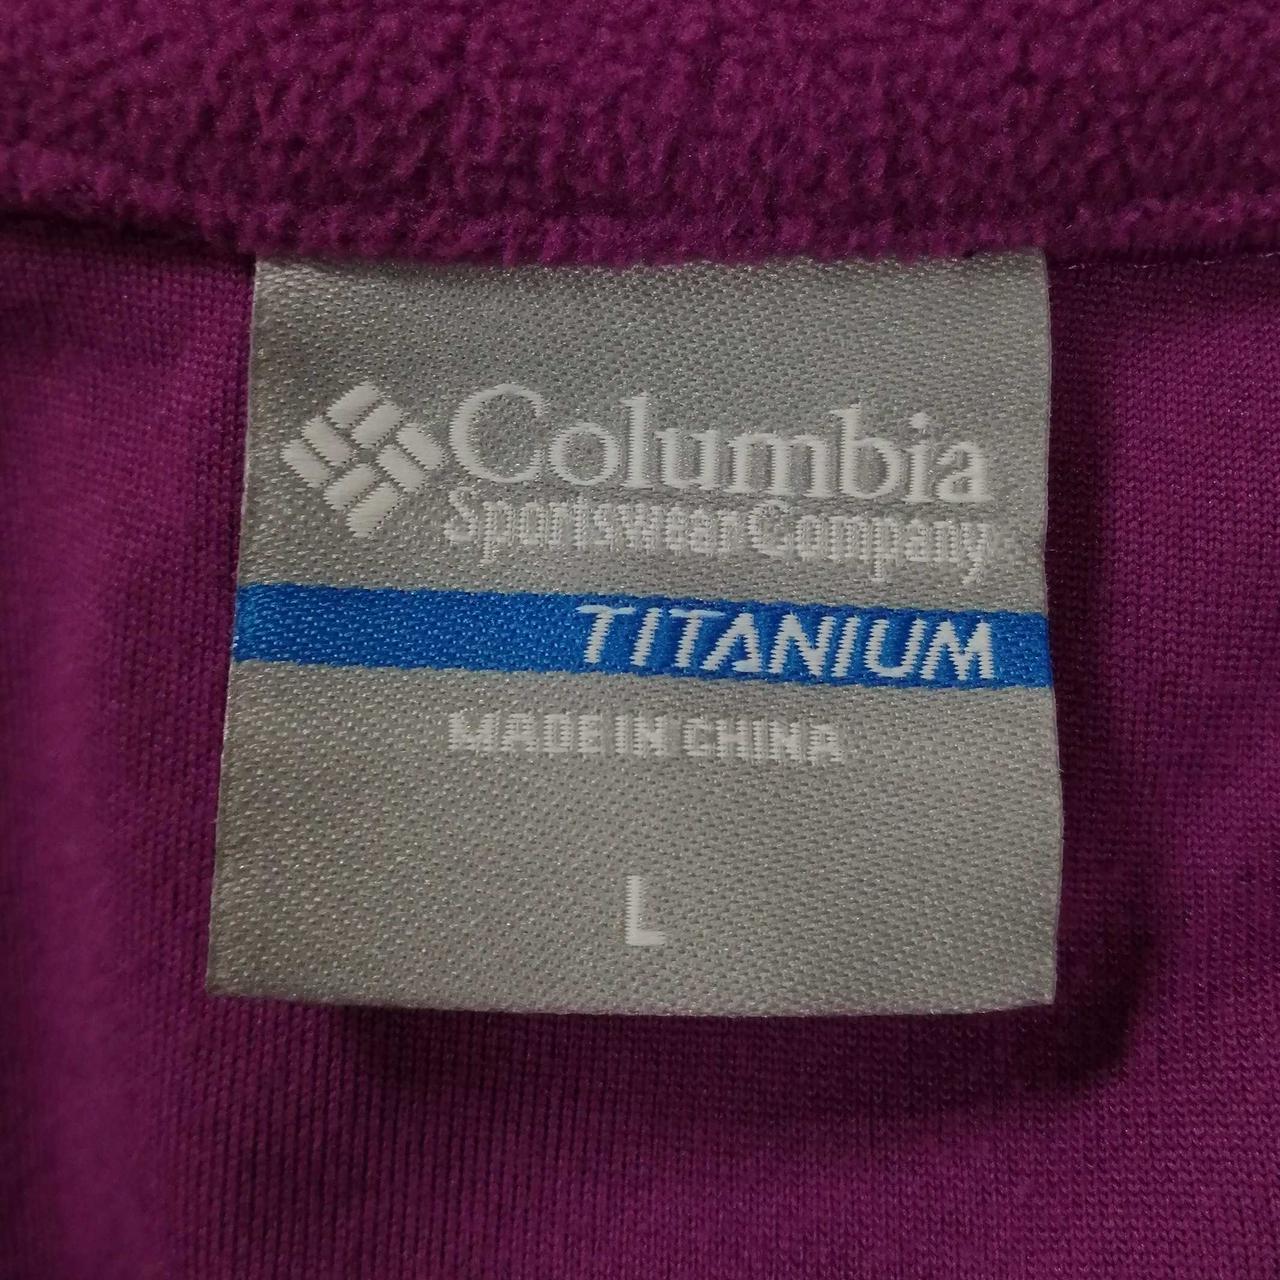 Columbia
Sportswear Company
TITANIUM
MADE IN CHINA
L